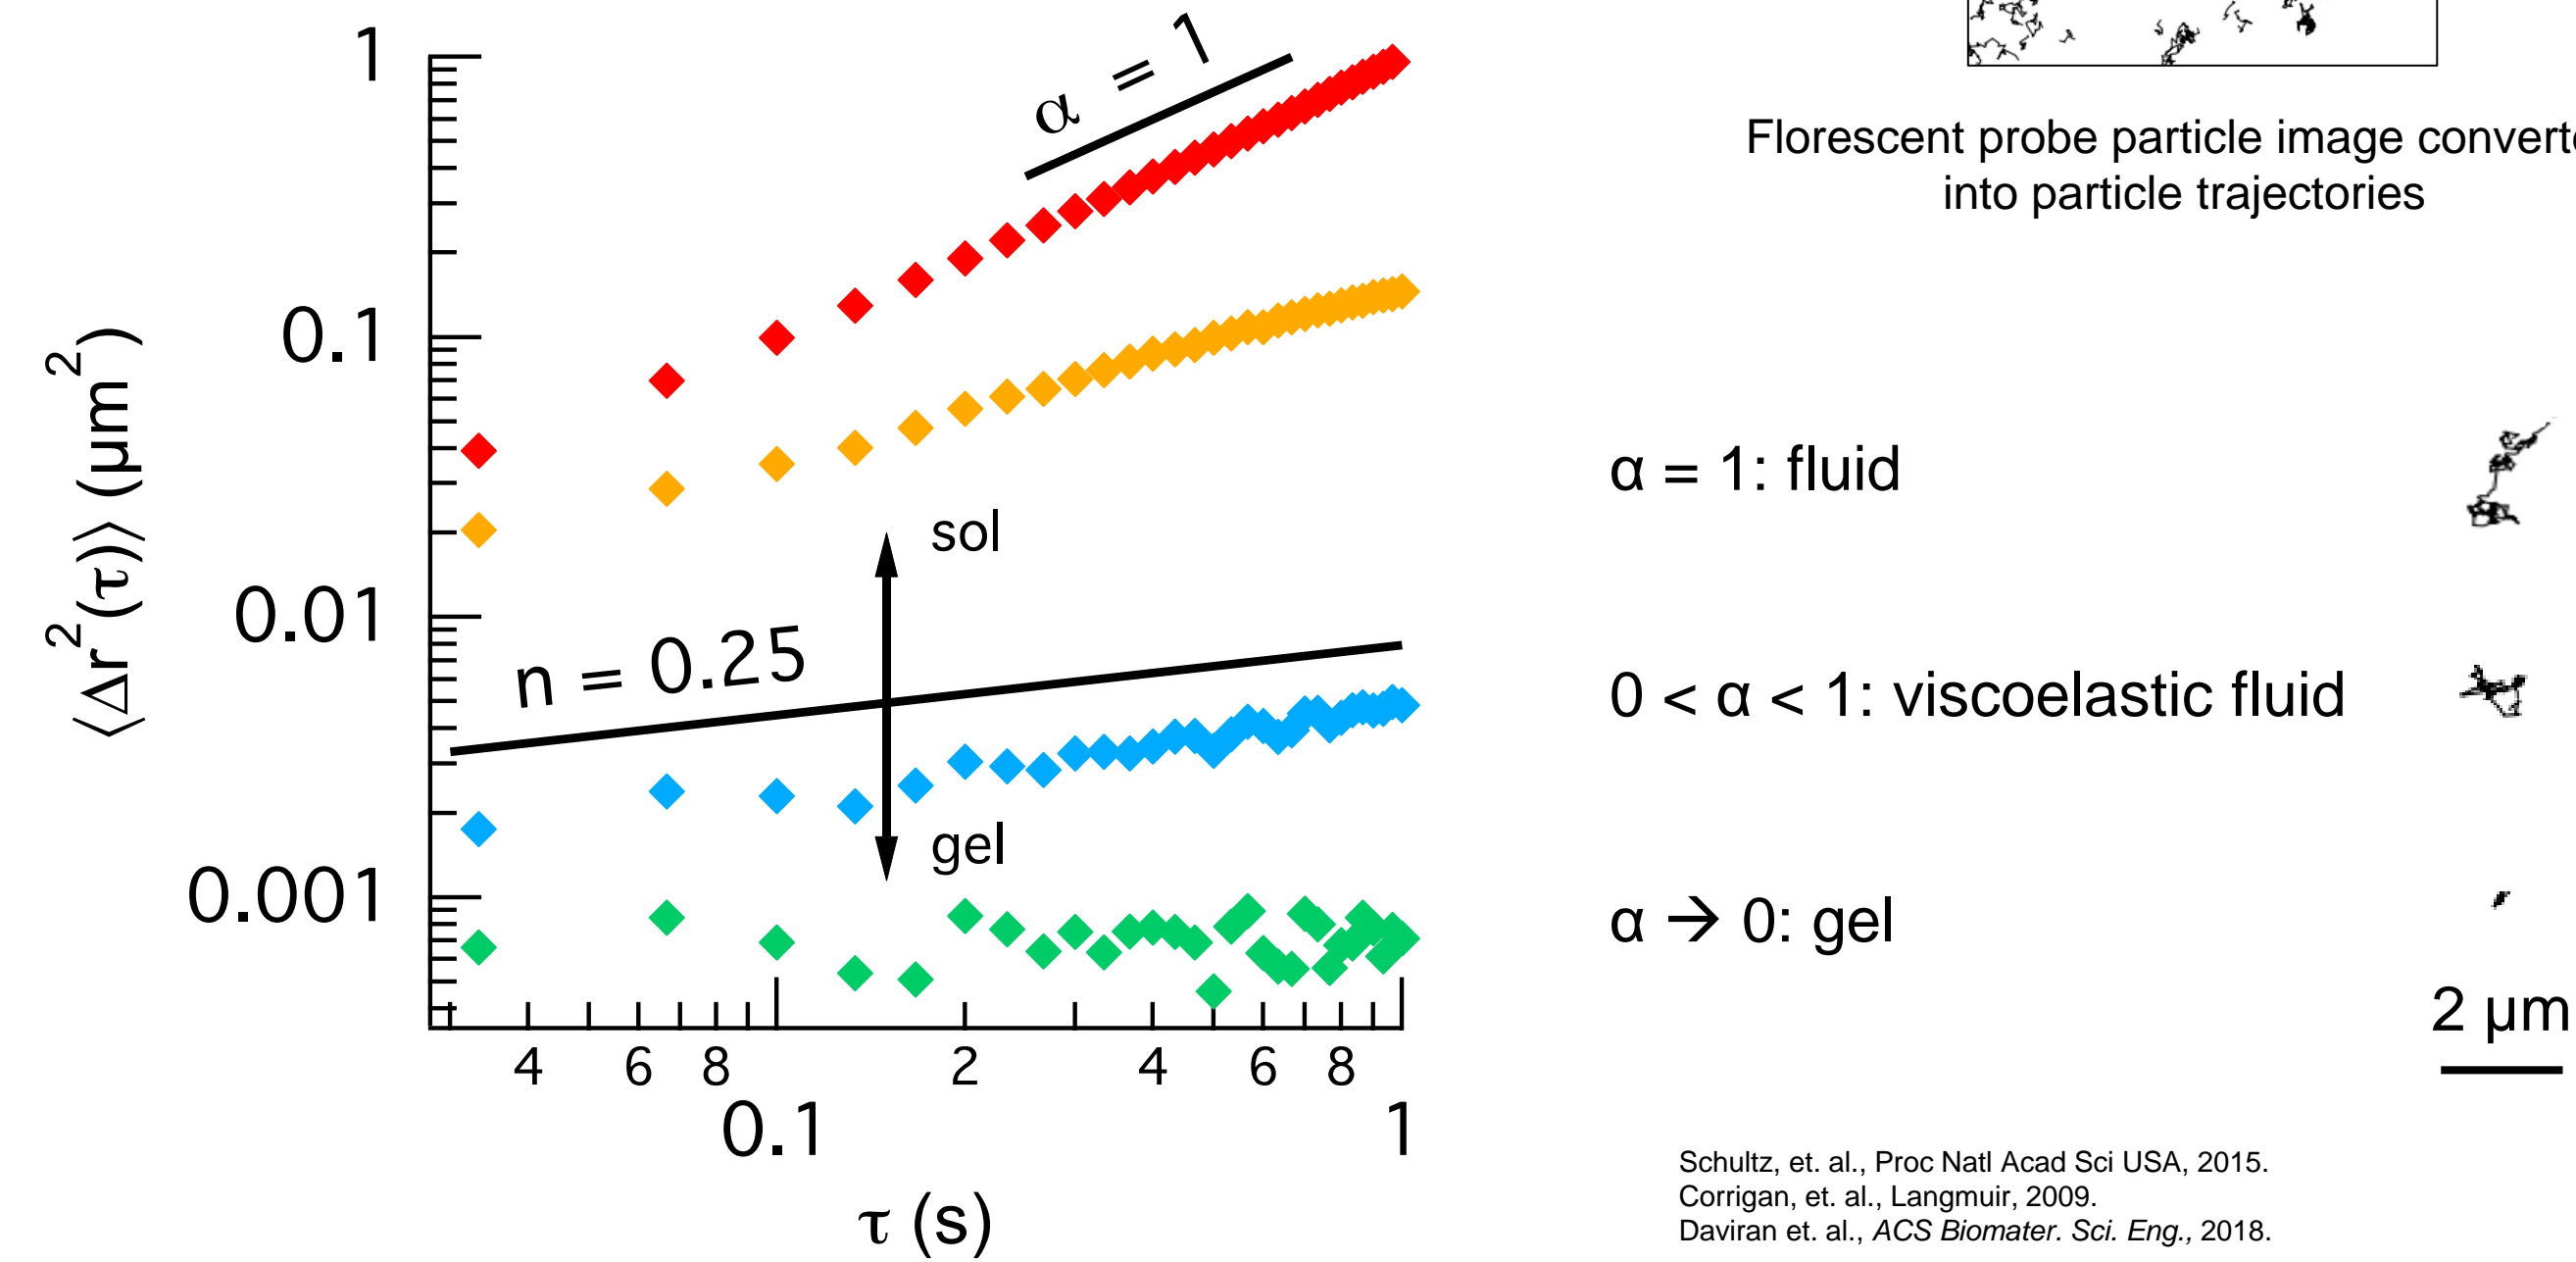 1
0.1
0.01
0.001
⟨Δr²(τ)⟩ (μm²)
α = 1
sol
n = 0.25
gel
4 6 8 2 4 6 8
0.1 1
τ (s)
Florescent probe particle image
into particle trajectories
α = 1: fluid
0 < α < 1: viscoelastic fluid
α → 0: gel
2 μm
Schultz, et. al., Proc Natl Acad Sci USA, 2015.
Corrigan, et. al., Langmuir, 2009.
Daviran et. al., ACS Biomater. Sci. Eng., 2018.